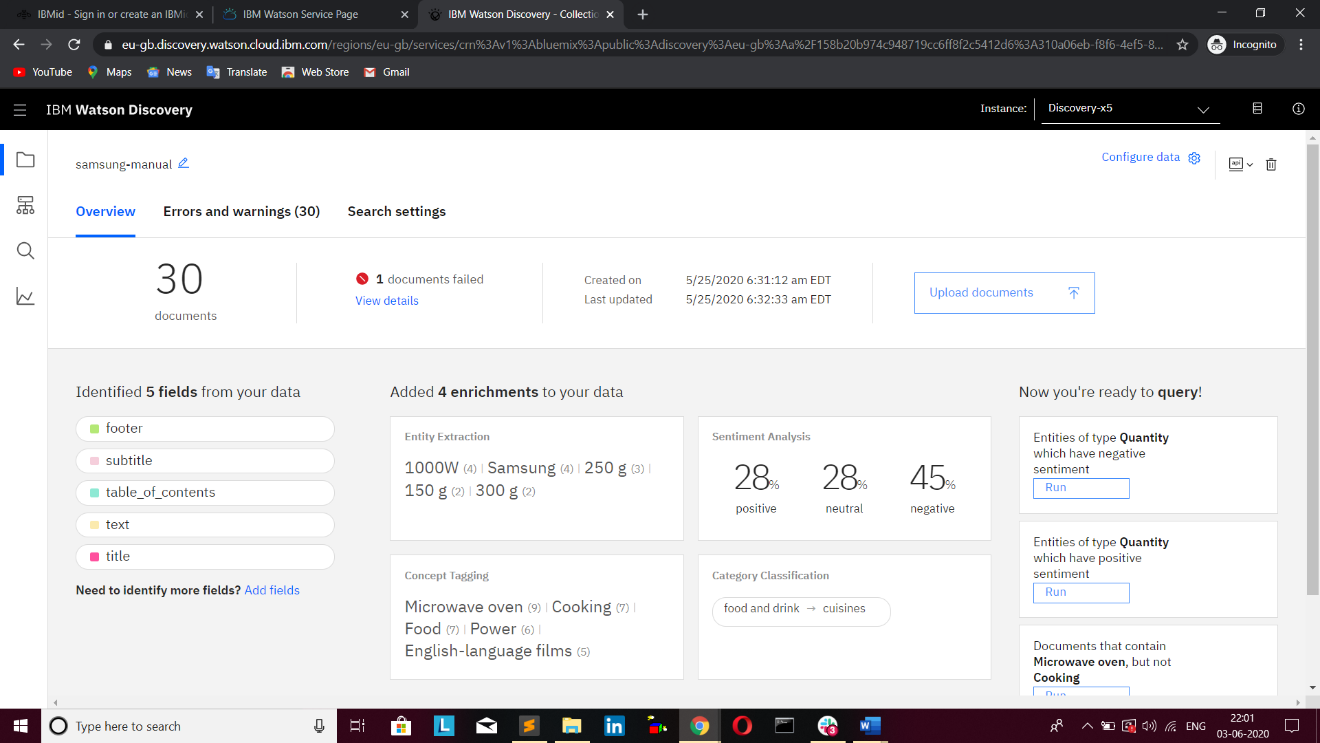 IBMid - Sign in or create an IBMi
IBM Watson Service Page
IBM Watson Discovery - Collectio
eu-gb.discovery.watson.cloud.ibm.com/regions/eu-gb/services/crn%3Av1%3Abluemix%3Apublic%3Adiscovery%3Aeu-gb%3Aa%2F158b20b974c948719cc6ff8f2c5412d6%3A310a06eb-f8f6-4ef5-8...
Incognito
YouTube Maps News Translate Web Store Gmail
IBM Watson Discovery
Instance: Discovery-x5
samsung-manual
Configure data
api
Overview Errors and warnings (30) Search settings
30
documents
1 documents failed
View details
Created on 5/25/2020 6:31:12 am EDT
Last updated 5/25/2020 6:32:33 am EDT
Upload documents
Identified 5 fields from your data
footer
subtitle
table_of_contents
text
title
Need to identify more fields? Add fields
Added 4 enrichments to your data
Entity Extraction
1000W (4) | Samsung (4) | 250 g (3) |
150 g (2) | 300 g (2)
Sentiment Analysis
28% 28% 45%
positive neutral negative
Concept Tagging
Microwave oven (9) | Cooking (7) |
Food (7) | Power (6) |
English-language films (5)
Category Classification
food and drink → cuisines
Now you're ready to query!
Entities of type Quantity
which have negative
sentiment
Run
Entities of type Quantity
which have positive
sentiment
Run
Documents that contain
Microwave oven, but not
Cooking
Run
Type here to search
L
in
3
W
ENG
22:01
03-06-2020